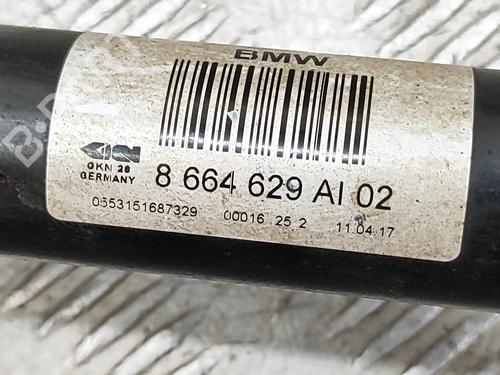 BMW
GKN 28
GERMANY
8 664 629 AI 02
0553151687329 00016 25 2 11.04.17